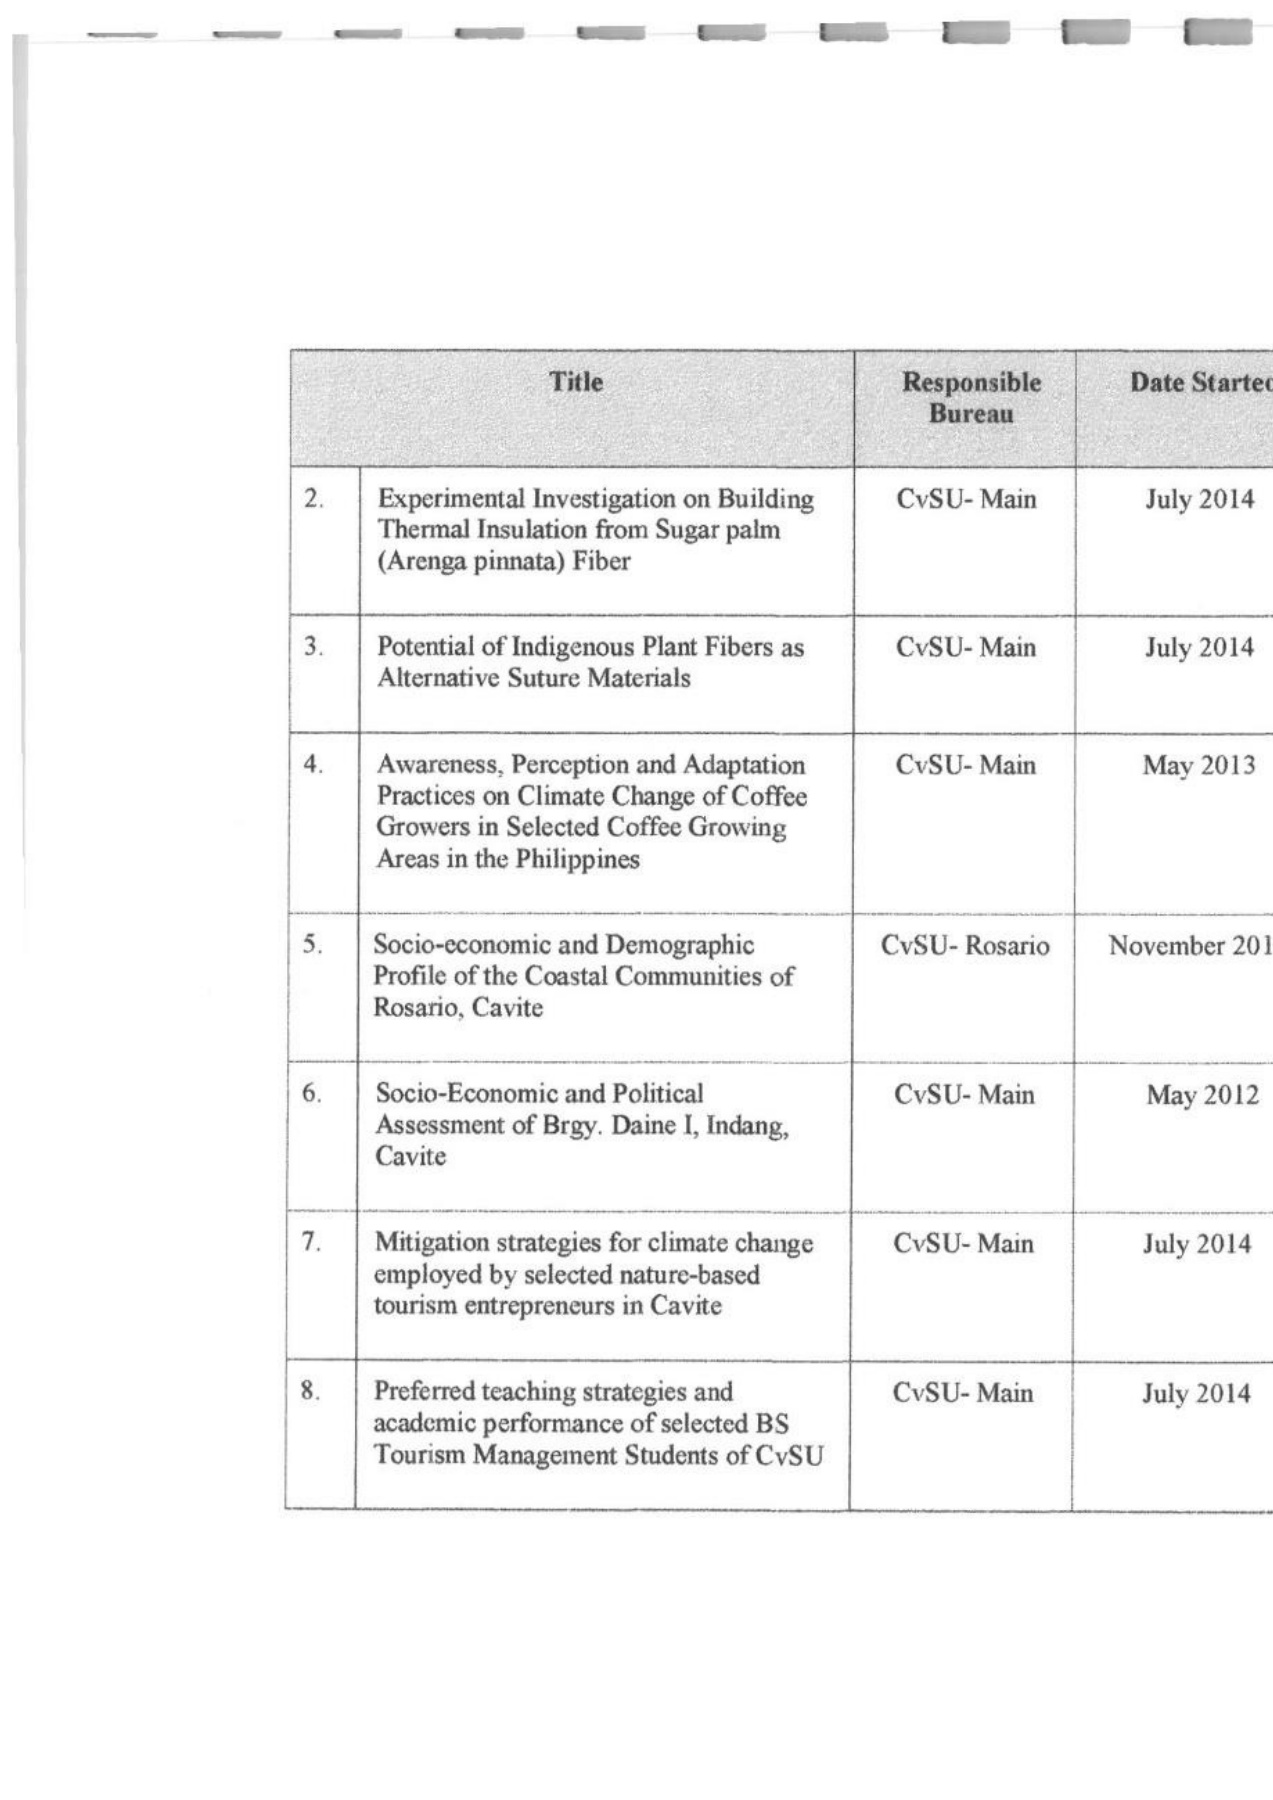 Title Responsible Date Started
Bureau
2. Experimental Investigation on Building CvSU- Main July 2014
Thermal Insulation from Sugar palm
(Arenga pinnata) Fiber
3. Potential of Indigenous Plant Fibers as CvSU- Main July 2014
Alternative Suture Materials
4. Awareness, Perception and Adaptation CvSU- Main May 2013
Practices on Climate Change of Coffee
Growers in Selected Coffee Growing
Areas in the Philippines
5. Socio-economic and Demographic CvSU- Rosario November 201
Profile of the Coastal Communities of
Rosario, Cavite
6. Socio-Economic and Political CvSU- Main May 2012
Assessment of Brgy. Daine I, Indang,
Cavite
7. Mitigation strategies for climate change CvSU- Main July 2014
employed by selected nature-based
tourism entrepreneurs in Cavite
8. Preferred teaching strategies and CvSU- Main July 2014
academic performance of selected BS
Tourism Management Students of CvSU